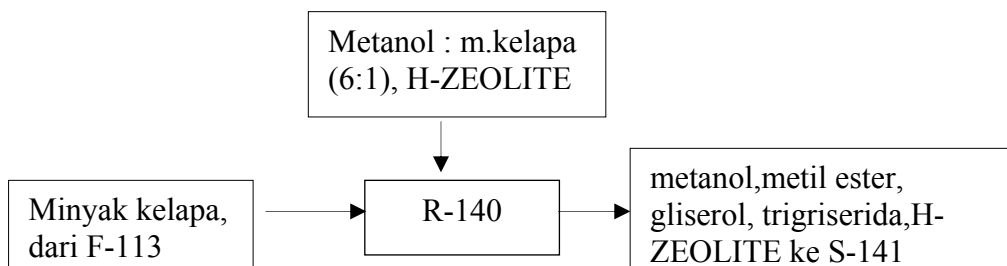 Metanol : m.kelapa
(6:1), H-ZEOLITE
Minyak kelapa,
dari F-113
R-140
metanol,metil ester,
gliserol, trigriserida,H-
ZEOLITE ke S-141